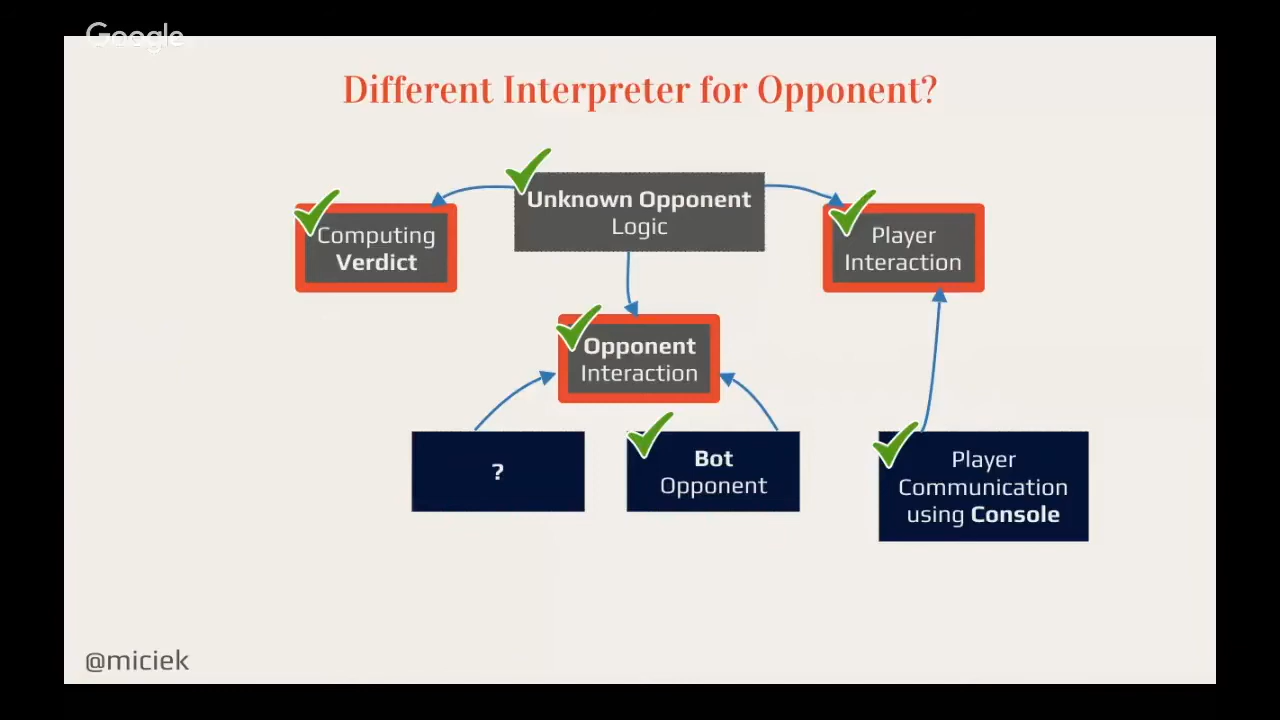 Google
Different Interpreter for Opponent?
Unknown Opponent
Logic
Computing
Verdict
Player
Interaction
Opponent
Interaction
?
Bot
Opponent
Player
Communication
using Console
@miciek